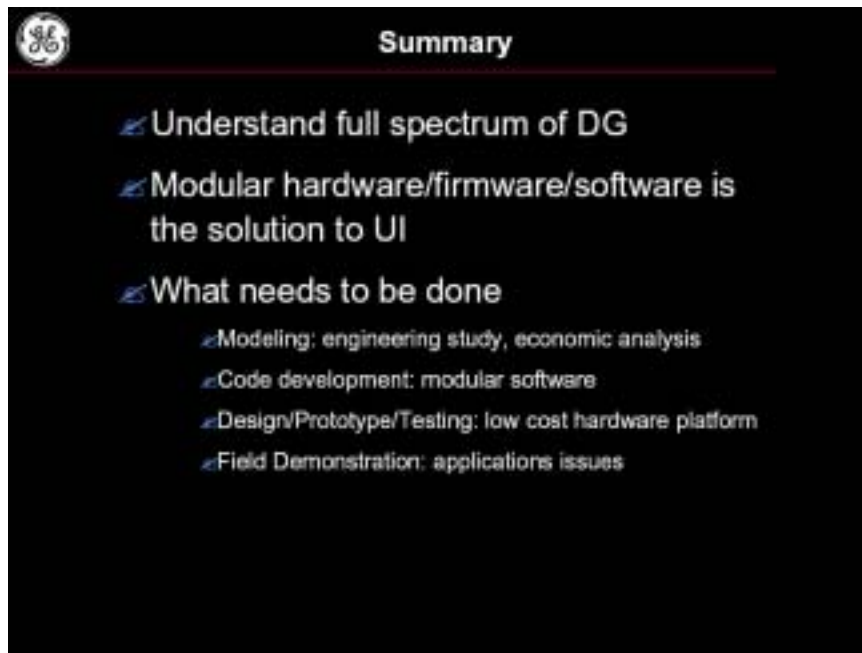 Summary
Understand full spectrum of DG
Modular hardware/firmware/software is
the solution to UI
What needs to be done
Modeling: engineering study, economic analysis
Code development: modular software
Design/Prototype/Testing: low cost hardware platform
Field Demonstration: applications issues